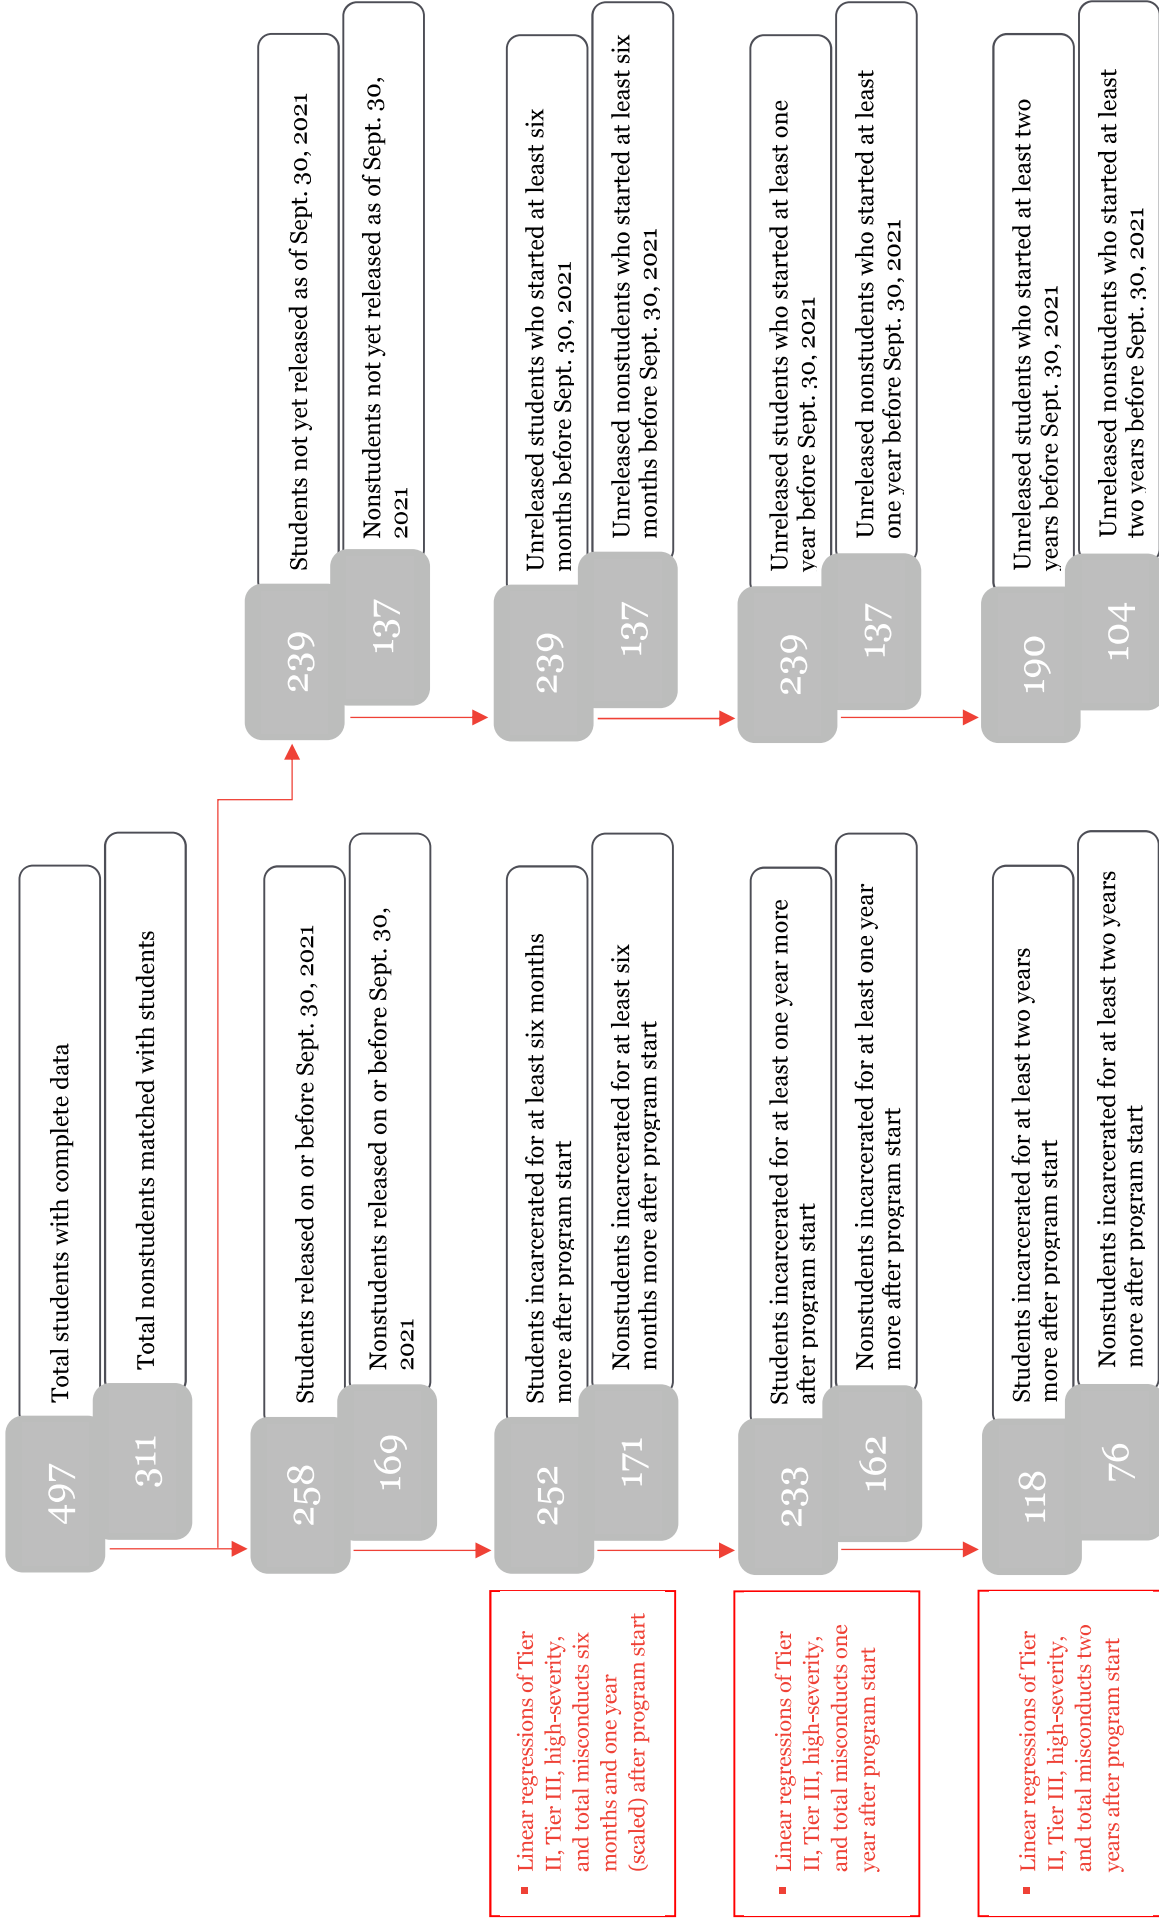 497
Total students with complete data
311
Total nonstudents matched with students
258
Students released on or before Sept. 30, 2021
169
Nonstudents released on or before Sept. 30,
2021
239
Students not yet released as of Sept. 30, 2021
137
Nonstudents not yet released as of Sept. 30,
2021
▪ Linear regressions of Tier
II, Tier III, high-severity,
and total misconducts six
months and one year
(scaled) after program start
252
Students incarcerated for at least six months
more after program start
171
Nonstudents incarcerated for at least six
months more after program start
239
Unreleased students who started at least six
months before Sept. 30, 2021
137
Unreleased nonstudents who started at least six
months before Sept. 30, 2021
▪ Linear regressions of Tier
II, Tier III, high-severity,
and total misconducts one
year after program start
233
Students incarcerated for at least one year more
after program start
162
Nonstudents incarcerated for at least one year
more after program start
239
Unreleased students who started at least one
year before Sept. 30, 2021
137
Unreleased nonstudents who started at least
one year before Sept. 30, 2021
▪ Linear regressions of Tier
II, Tier III, high-severity,
and total misconducts two
years after program start
118
Students incarcerated for at least two years
more after program start
76
Nonstudents incarcerated for at least two years
more after program start
190
Unreleased students who started at least two
years before Sept. 30, 2021
104
Unreleased nonstudents who started at least
two years before Sept. 30, 2021